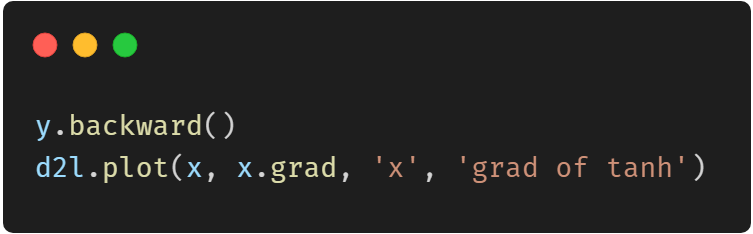 y.backward()
d2l.plot(x, x.grad, 'x', 'grad of tanh')